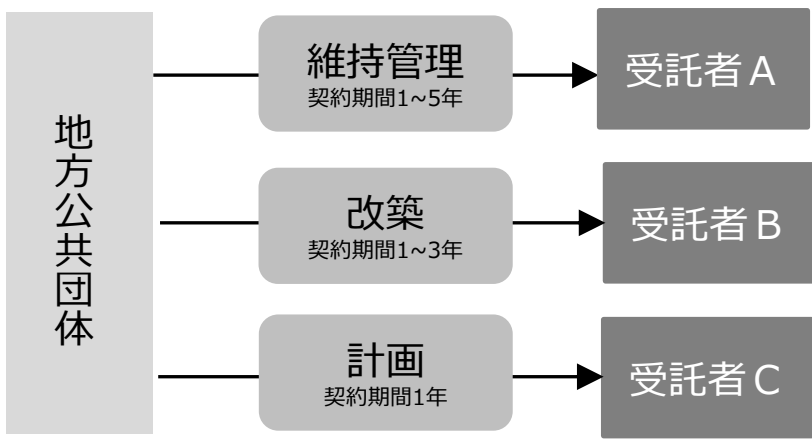 地方公共団体
維持管理
契約期間1~5年
受託者A
改築
契約期間1~3年
受託者B
計画
契約期間1年
受託者C